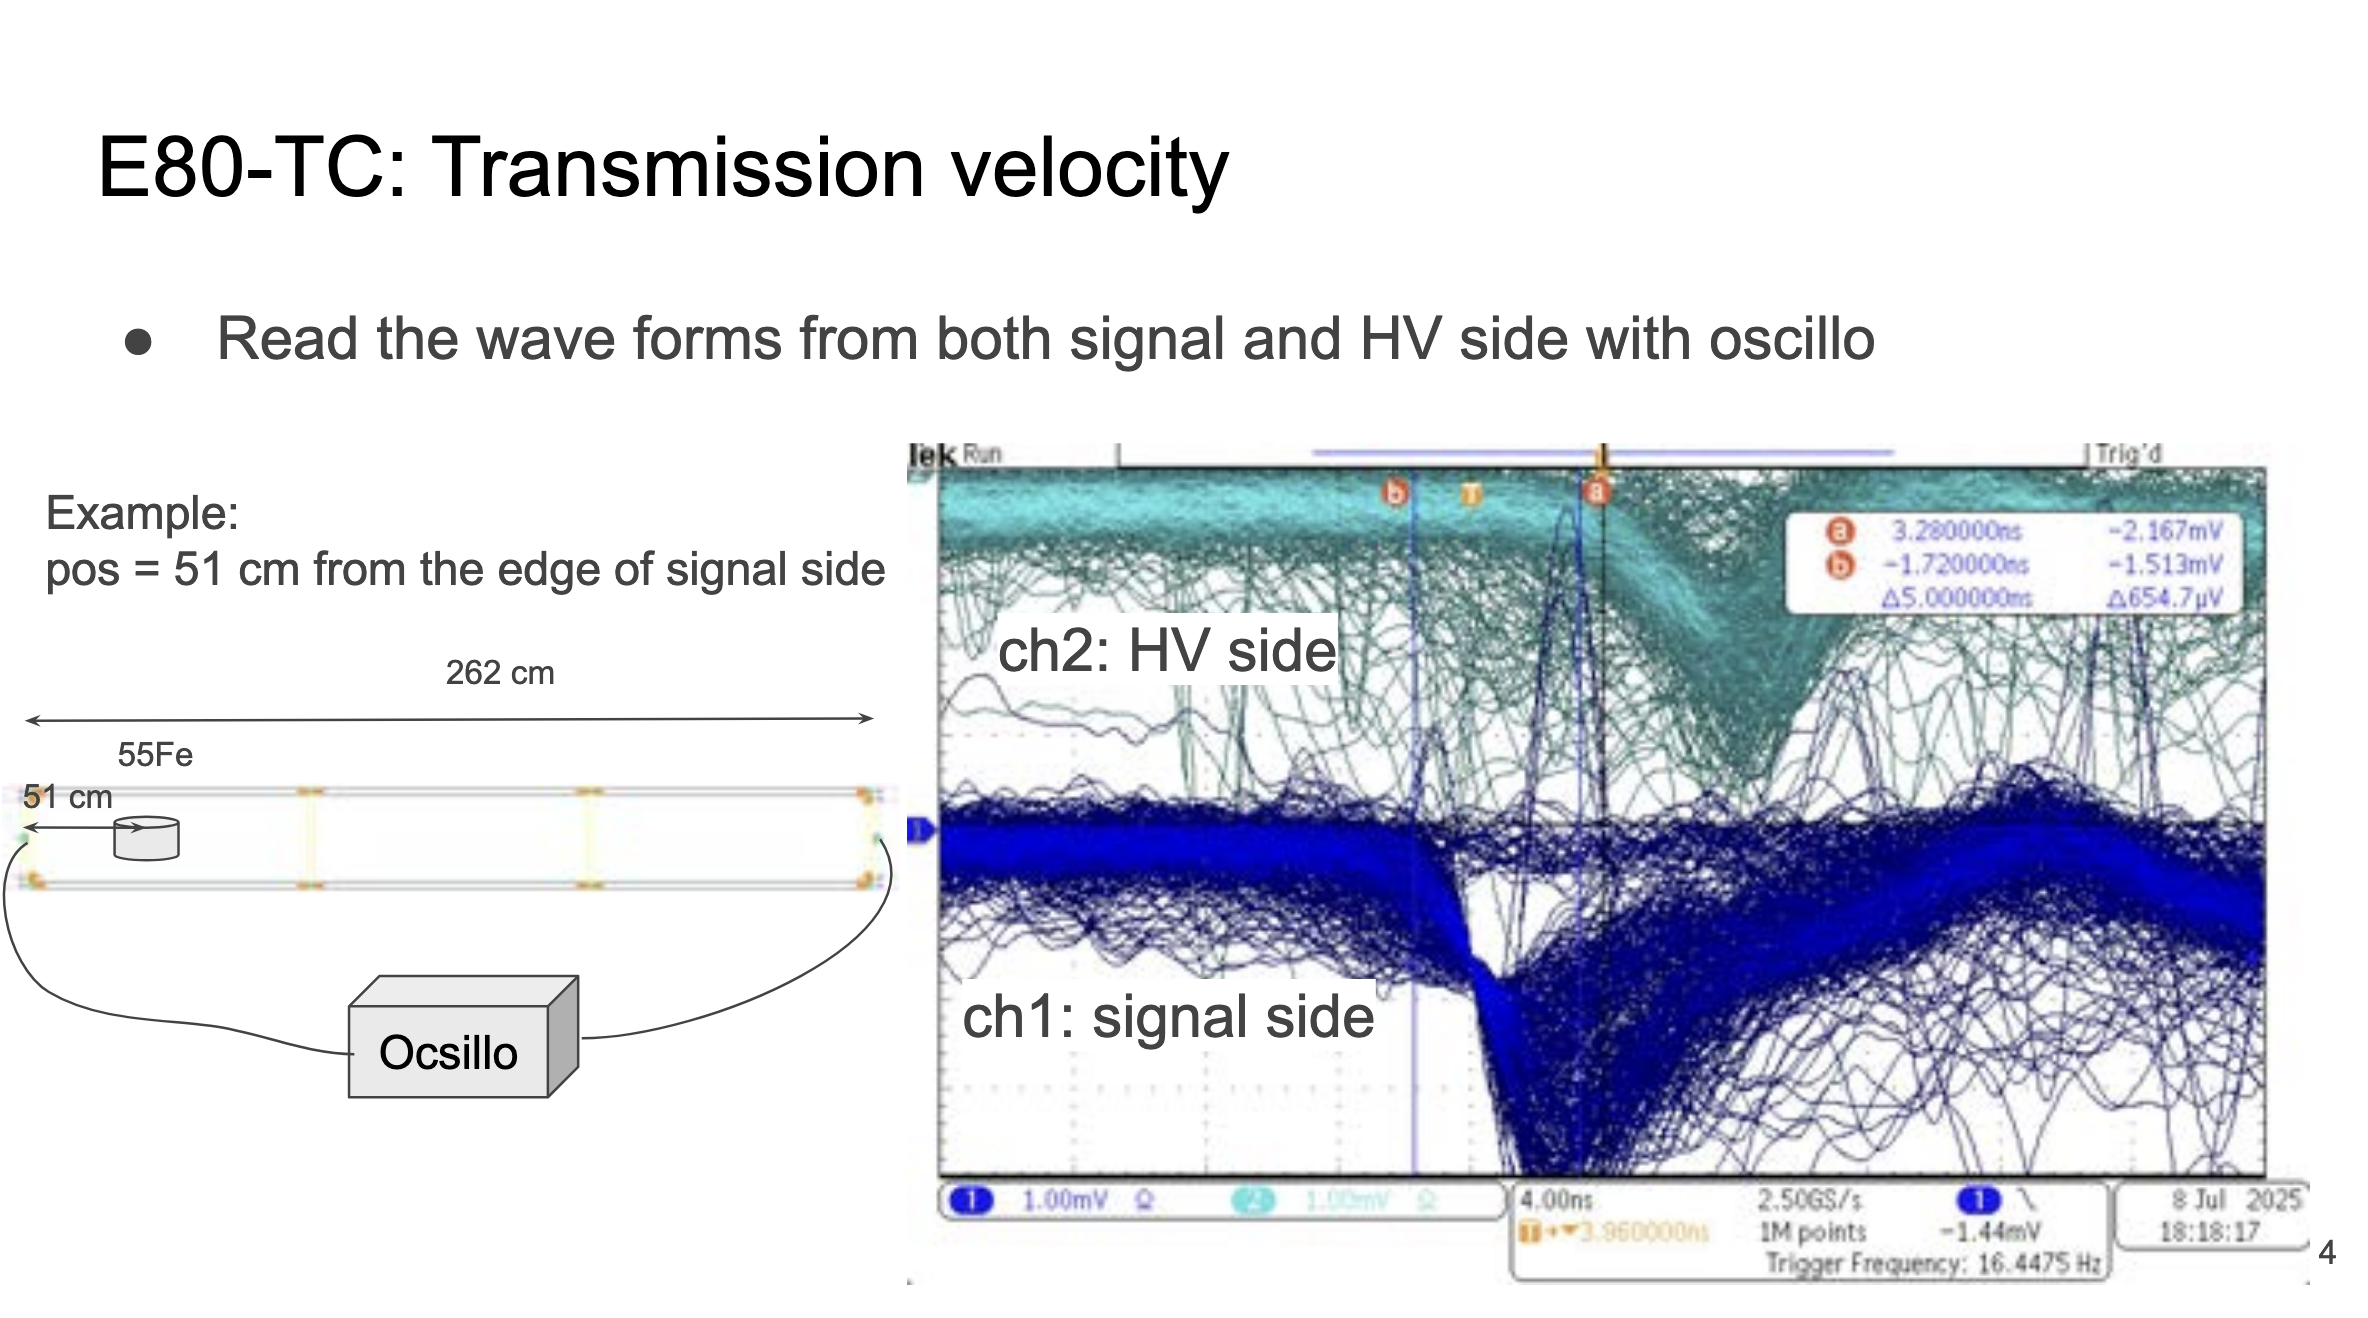 E80-TC: Transmission velocity
● Read the wave forms from both signal and HV side with oscillo
Example:
pos = 51 cm from the edge of signal side
262 cm
55Fe
51 cm
Ocsillo
Tek Run
Trig'd
b
T
a
a 3.280000ns -2.167mV
b -1.720000ns -1.513mV
Δ5.000000ns Δ654.7μV
ch2: HV side
1
ch1: signal side
1 1.00mV Ω 2 1.00mV Ω
4.00ns 2.50GS/s 1
T→▼3.960000ns 1M points -1.44mV
Trigger Frequency: 16.4475 Hz
8 Jul 2025
18:18:17
4